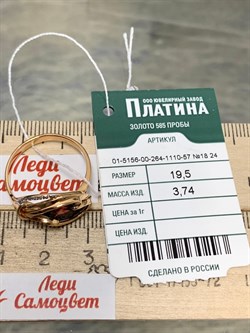 ООО ЮВЕЛИРНЫЙ ЗАВОД
ПЛАТИНА
ЗОЛОТО 585 ПРОБЫ
АРТИКУЛ
01-5156-00-264-1110-57 №18 24
РАЗМЕР 19,5
МАССА ИЗД. 3,74
ЦЕНА за 1г
ЦЕНА ИЗД.
СДЕЛАНО В РОССИИ
Леди
Самоцвет
Леди
Самоцвет